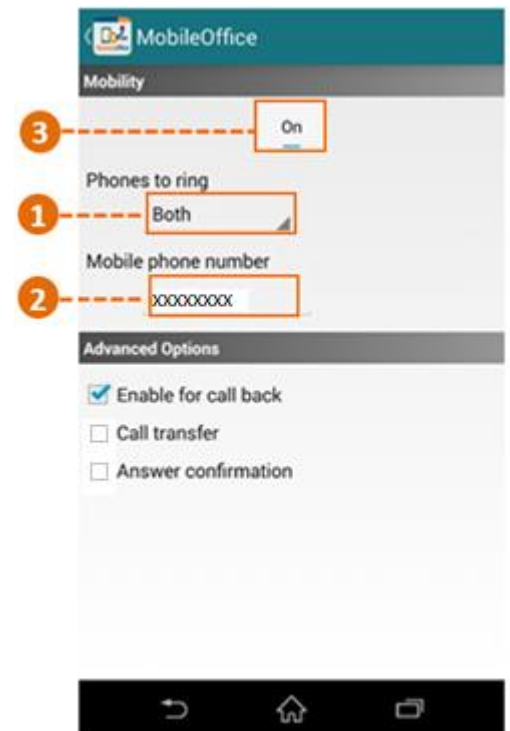 MobileOffice
Mobility
3
On
Phones to ring
1
Both
Mobile phone number
2
XXXXXXXX
Advanced Options
Enable for call back
Call transfer
Answer confirmation